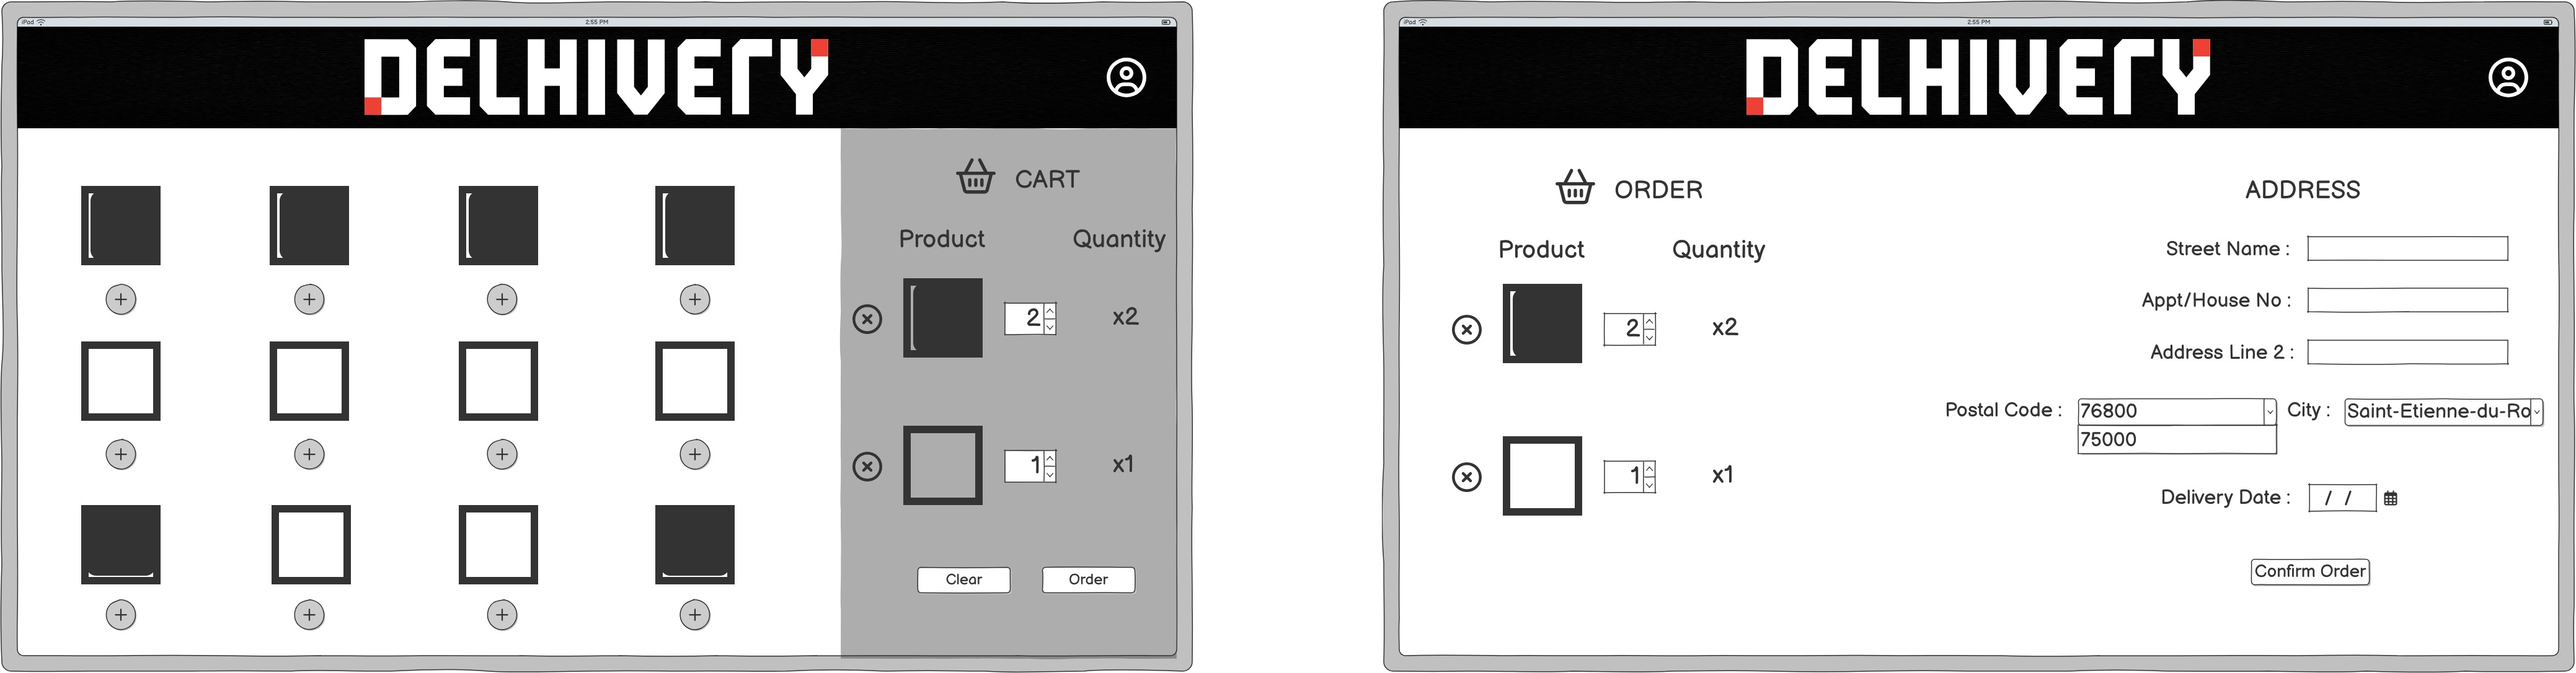 iPad 2:55 PM
DELHIVERY
CART
Product Quantity
2 x2
1 x1
Clear Order
iPad 2:55 PM
DELHIVERY
ORDER
Product Quantity
2 x2
1 x1
ADDRESS
Street Name :
Appt/House No :
Address Line 2 :
Postal Code : 76800 City : Saint-Etienne-du-Ro
75000
Delivery Date : / /
Confirm Order